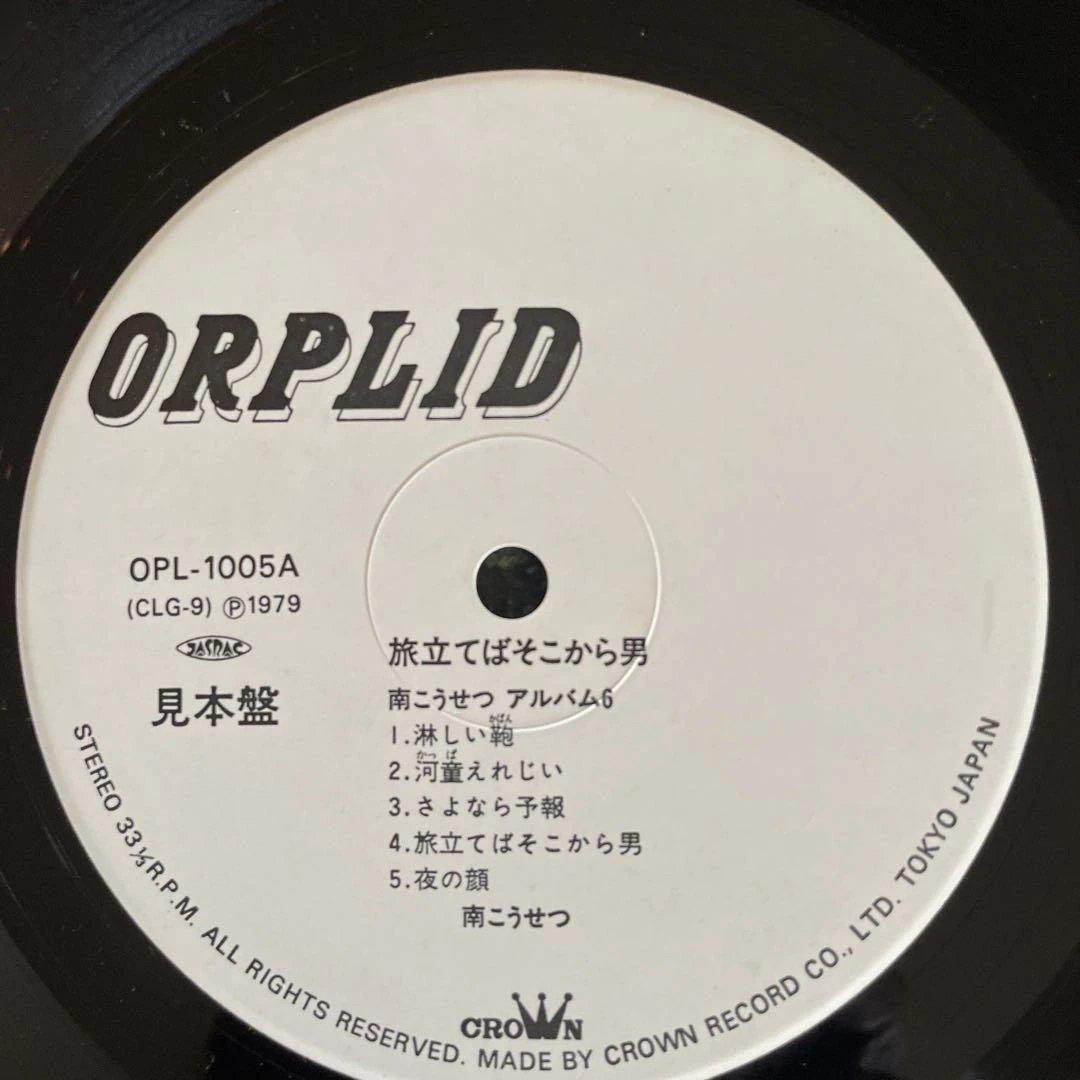 ORPLID
OPL-1005A
(CLG-9) Ⓟ1979
JASRAC
見本盤
旅立てばそこから男
南こうせつ アルバム6
かばん
1.淋しい鞄
かっぱ
2.河童えれじい
3.さよなら予報
4.旅立てばそこから男
5.夜の顔
南こうせつ
CROWN
STEREO 33⅓R.P.M. ALL RIGHTS RESERVED. MADE BY CROWN RECORD CO., LTD. TOKYO JAPAN